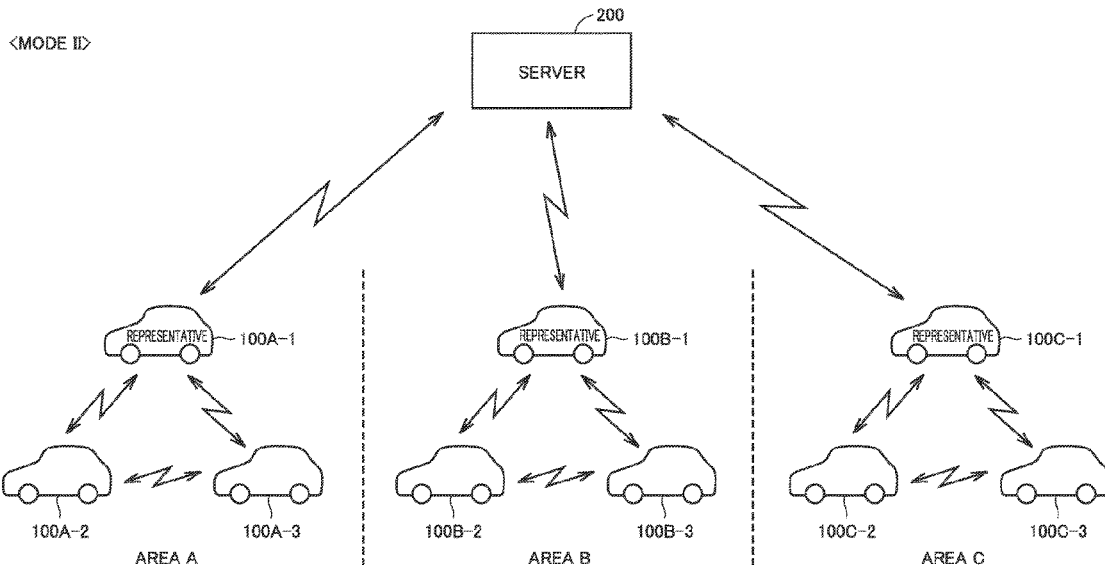 200
<MODE II>
SERVER
REPRESENTATIVE
100A-1
REPRESENTATIVE
100B-1
REPRESENTATIVE
100C-1
100A-2
100A-3
100B-2
100B-3
100C-2
100C-3
AREA A
AREA B
AREA C